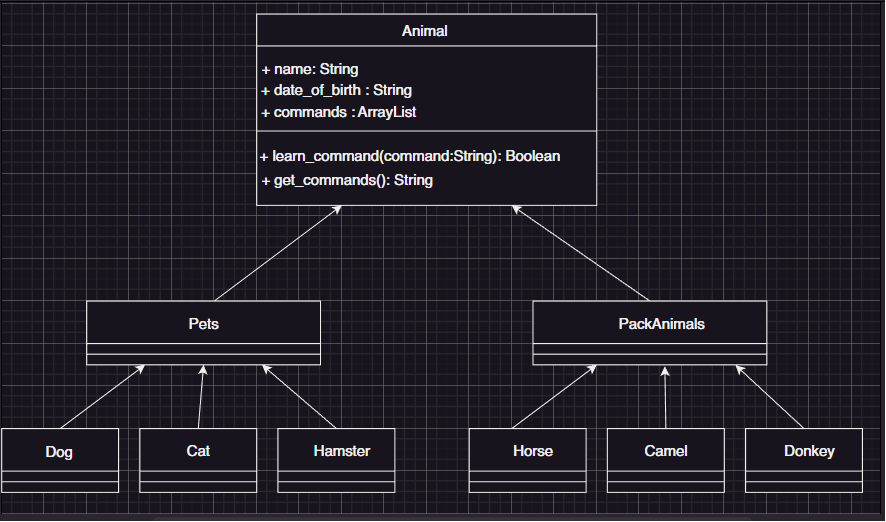 Animal
+ name: String
+ date_of_birth : String
+ commands : ArrayList
+ learn_command(command:String): Boolean
+ get_commands(): String
Pets
PackAnimals
Dog
Cat
Hamster
Horse
Camel
Donkey